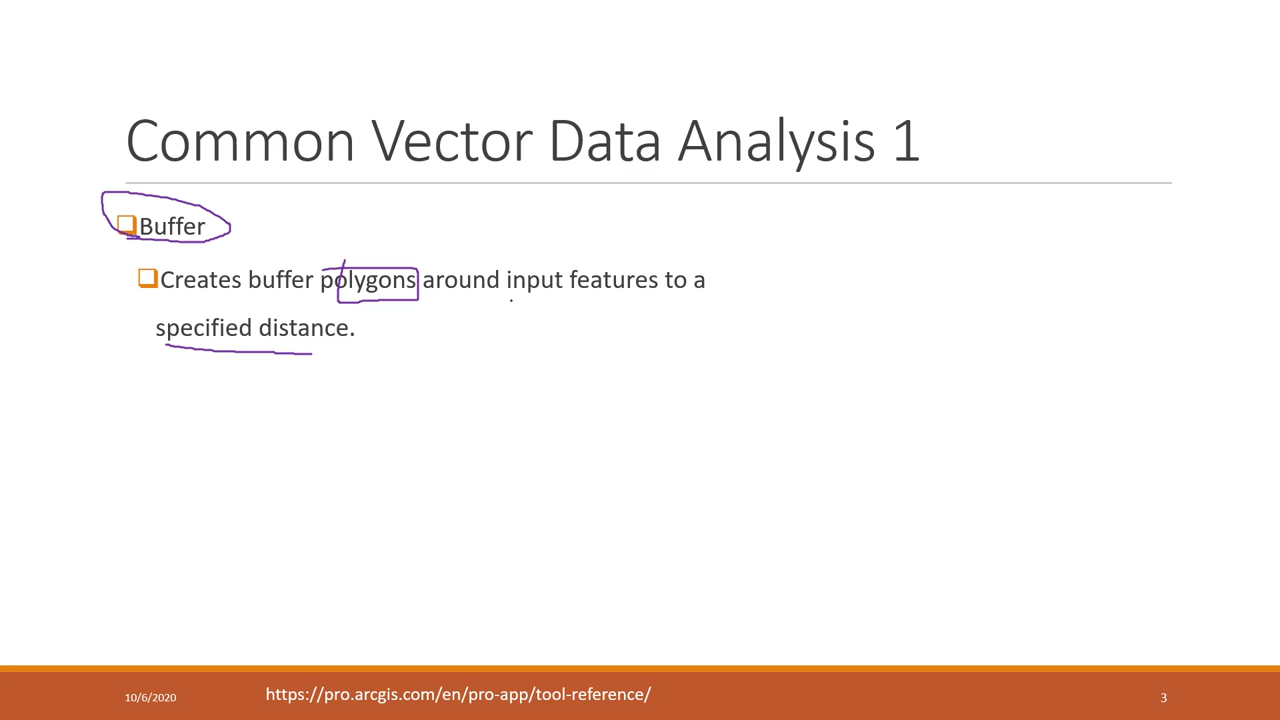 Common Vector Data Analysis 1
Buffer
Creates buffer polygons around input features to a
specified distance.
10/6/2020
https://pro.arcgis.com/en/pro-app/tool-reference/
3